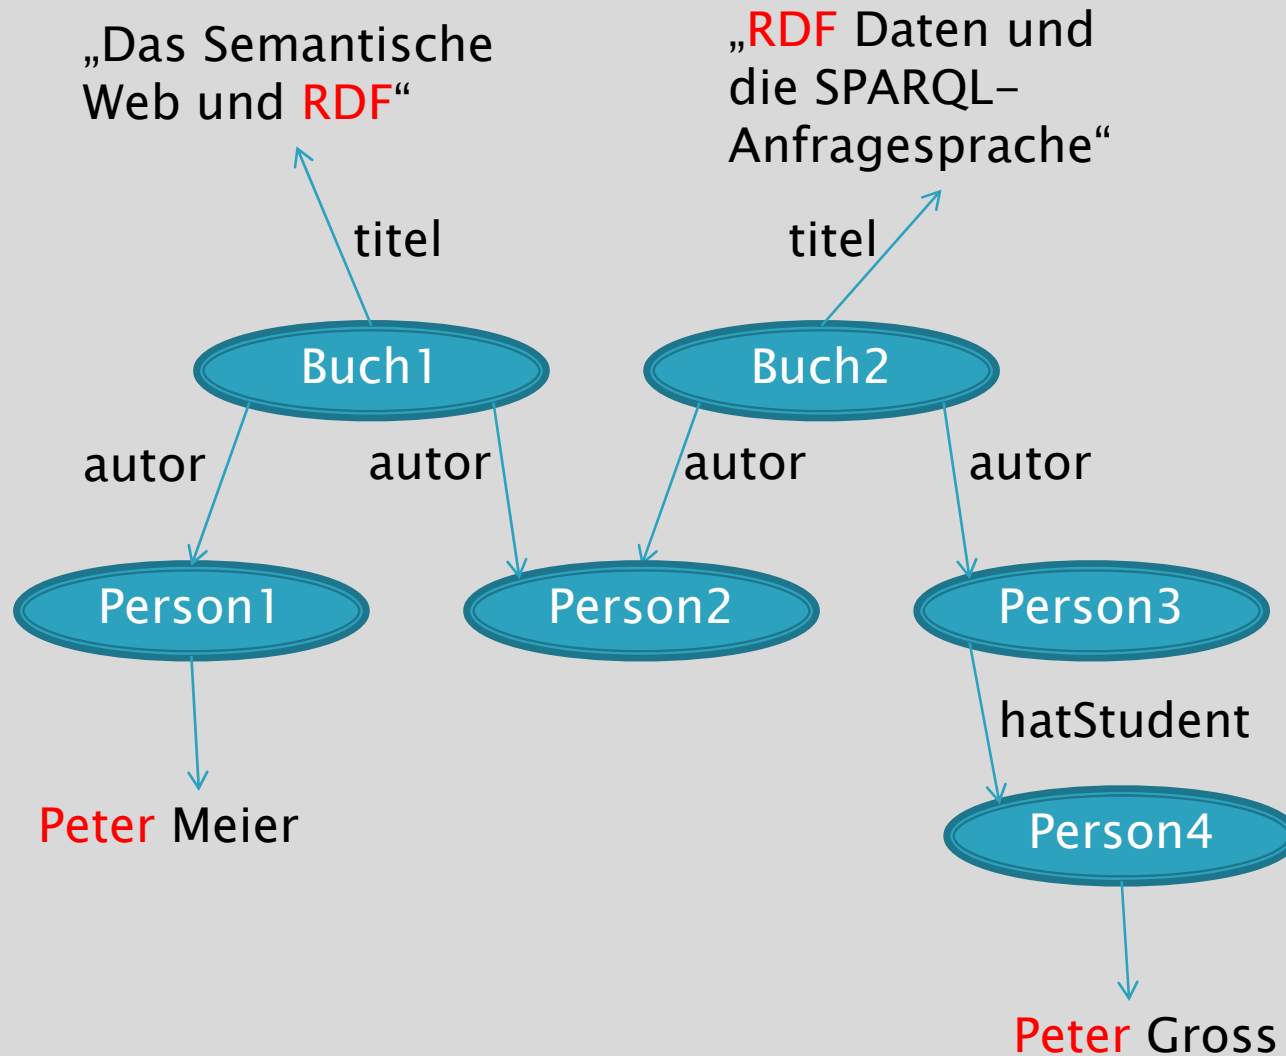 „Das Semantische
Web und RDF“
„RDF Daten und
die SPARQL-
Anfragesprache“
titel
titel
Buch1
Buch2
autor
autor
autor
autor
Person1
Person2
Person3
hatStudent
Peter Meier
Person4
Peter Gross